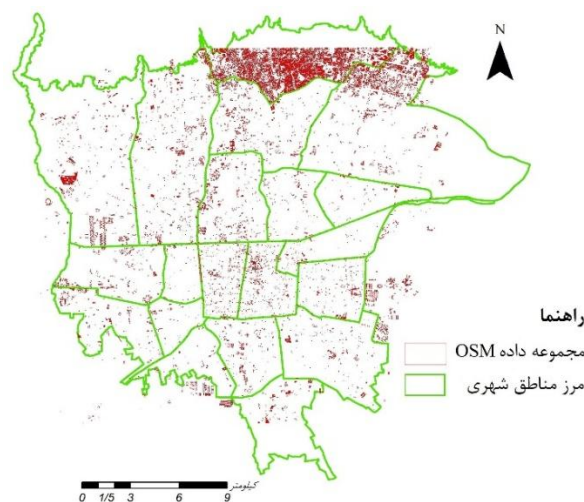 N
راهنما
مجموعه داده OSM
مرز مناطق شهری
کیلومتر
0 1/5 3 6 9